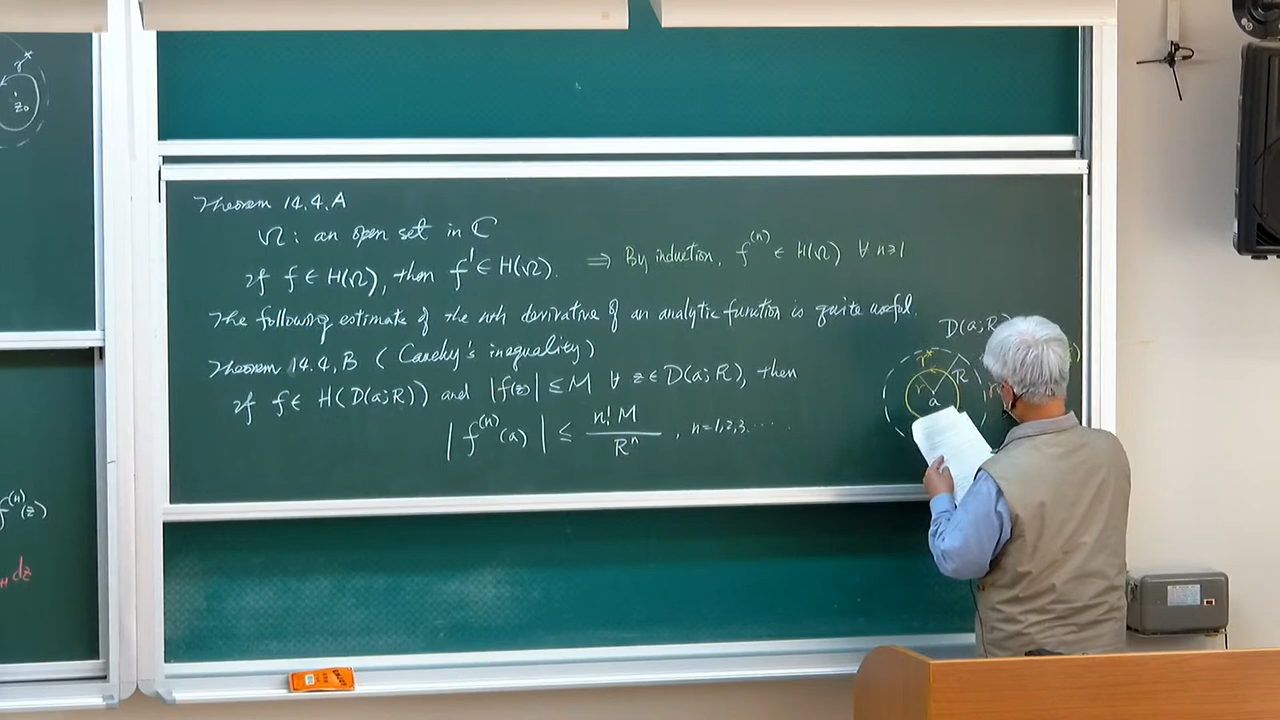 γ*
z₀
f⁽ⁿ⁾(z)
dz
Theorem 14.4.A
Ω: an open set in ℂ
If f ∈ H(Ω), then f' ∈ H(Ω). ⟹ By induction, f⁽ⁿ⁾ ∈ H(Ω) ∀ n≥1
The following estimate of the nth derivative of an analytic function is quite useful.
Theorem 14.4.B (Cauchy's inequality)
If f ∈ H(D(a;R)) and |f(z)| ≤ M ∀ z ∈ D(a;R), then
|f⁽ⁿ⁾(a)| ≤ n! M / Rⁿ , n=1,2,3.....
D(a;R)
γ*
r
R
a